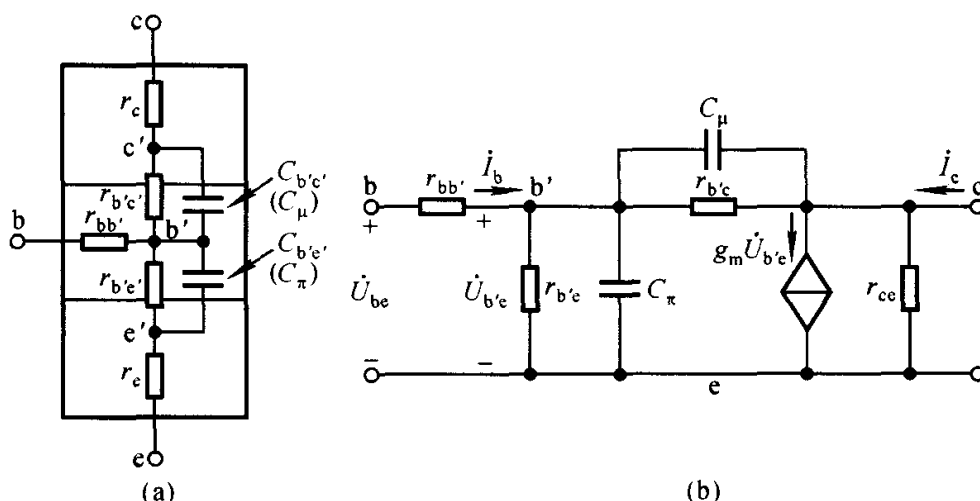 c
r_c
c'
C_b'c'
r_b'c'
(C_μ)
b
r_bb'
b'
C_b'e'
r_b'e'
(C_π)
e'
r_e
e
(a)
C_μ
İ_b
İ_c
b
r_bb'
b'
r_b'c
c
+
+
g_m U̇_b'e
U̇_be
U̇_b'e
r_b'e
C_π
r_ce
−
−
e
(b)